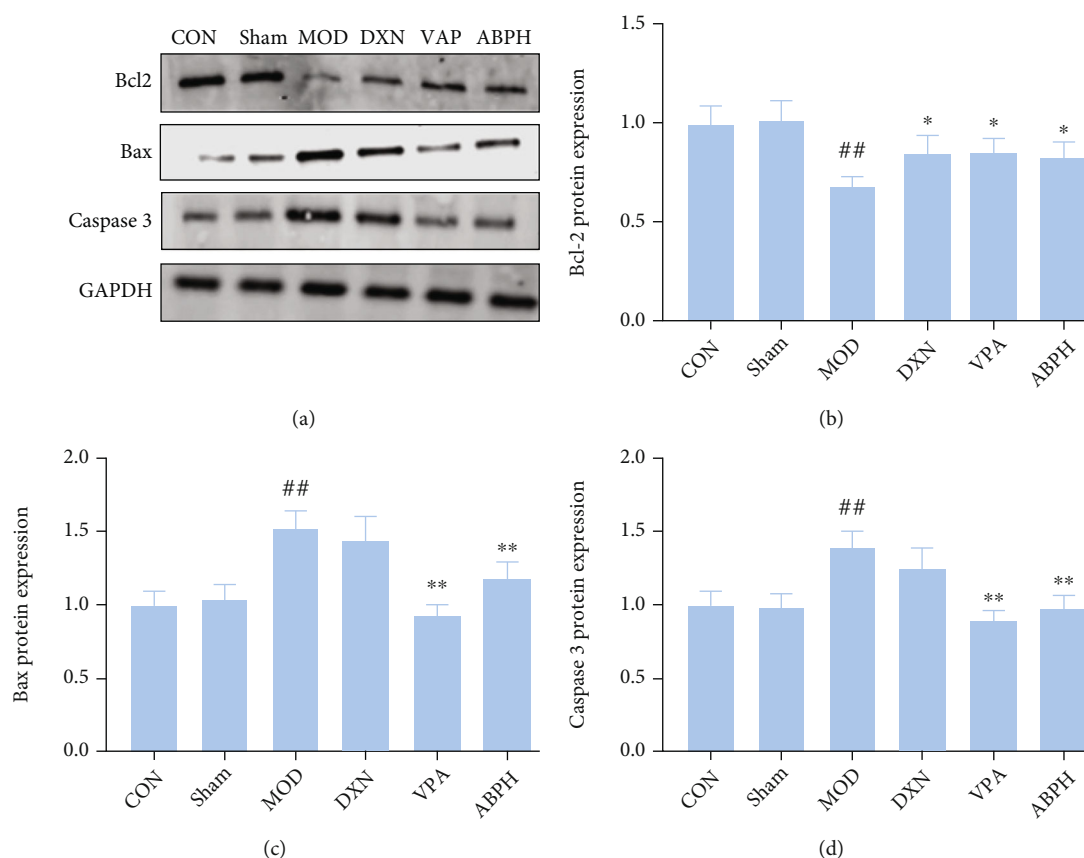 CON Sham MOD DXN VAP ABPH
Bcl2
Bax
Caspase 3
GAPDH
(a)
Bcl-2 protein expression
1.5
1.0
0.5
0.0
##
*
*
*
CON Sham MOD DXN VPA ABPH
(b)
Bax protein expression
2.0
1.5
1.0
0.5
0.0
##
**
**
CON Sham MOD DXN VPA ABPH
(c)
Caspase 3 protein expression
2.0
1.5
1.0
0.5
0.0
##
**
**
CON Sham MOD DXN VPA ABPH
(d)